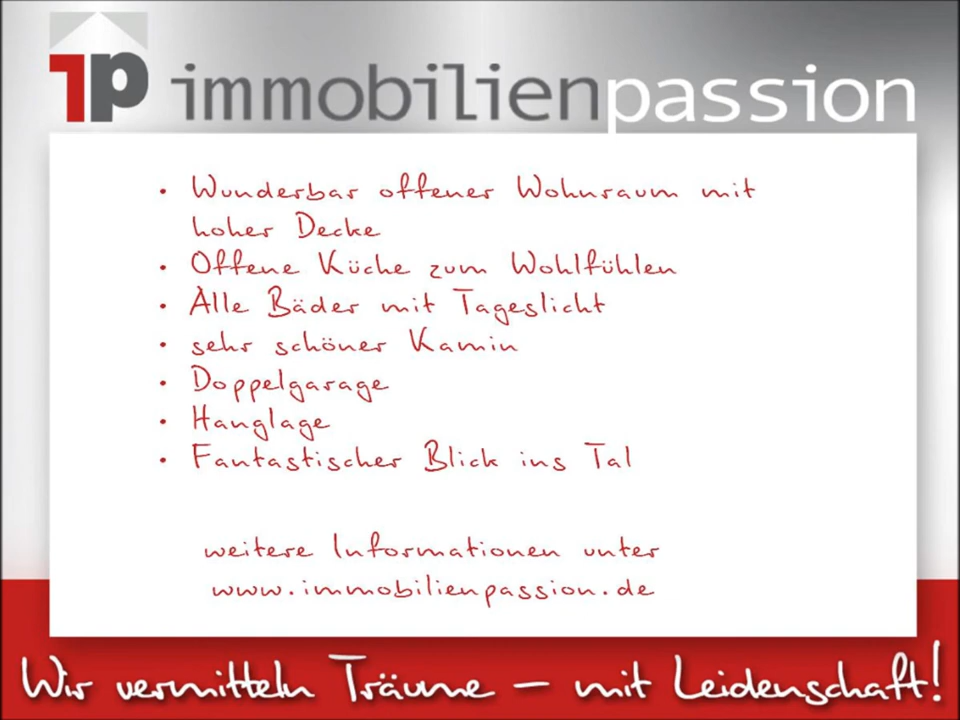 ip immobilienpassion
• Wunderbar offener Wohnraum mit
hoher Decke
• Offene Küche zum Wohlfühlen
• Alle Bäder mit Tageslicht
• sehr schöner Kamin
• Doppelgarage
• Hanglage
• Fantastischer Blick ins Tal
weitere Informationen unter
www.immobilienpassion.de
Wir vermitteln Träume – mit Leidenschaft!